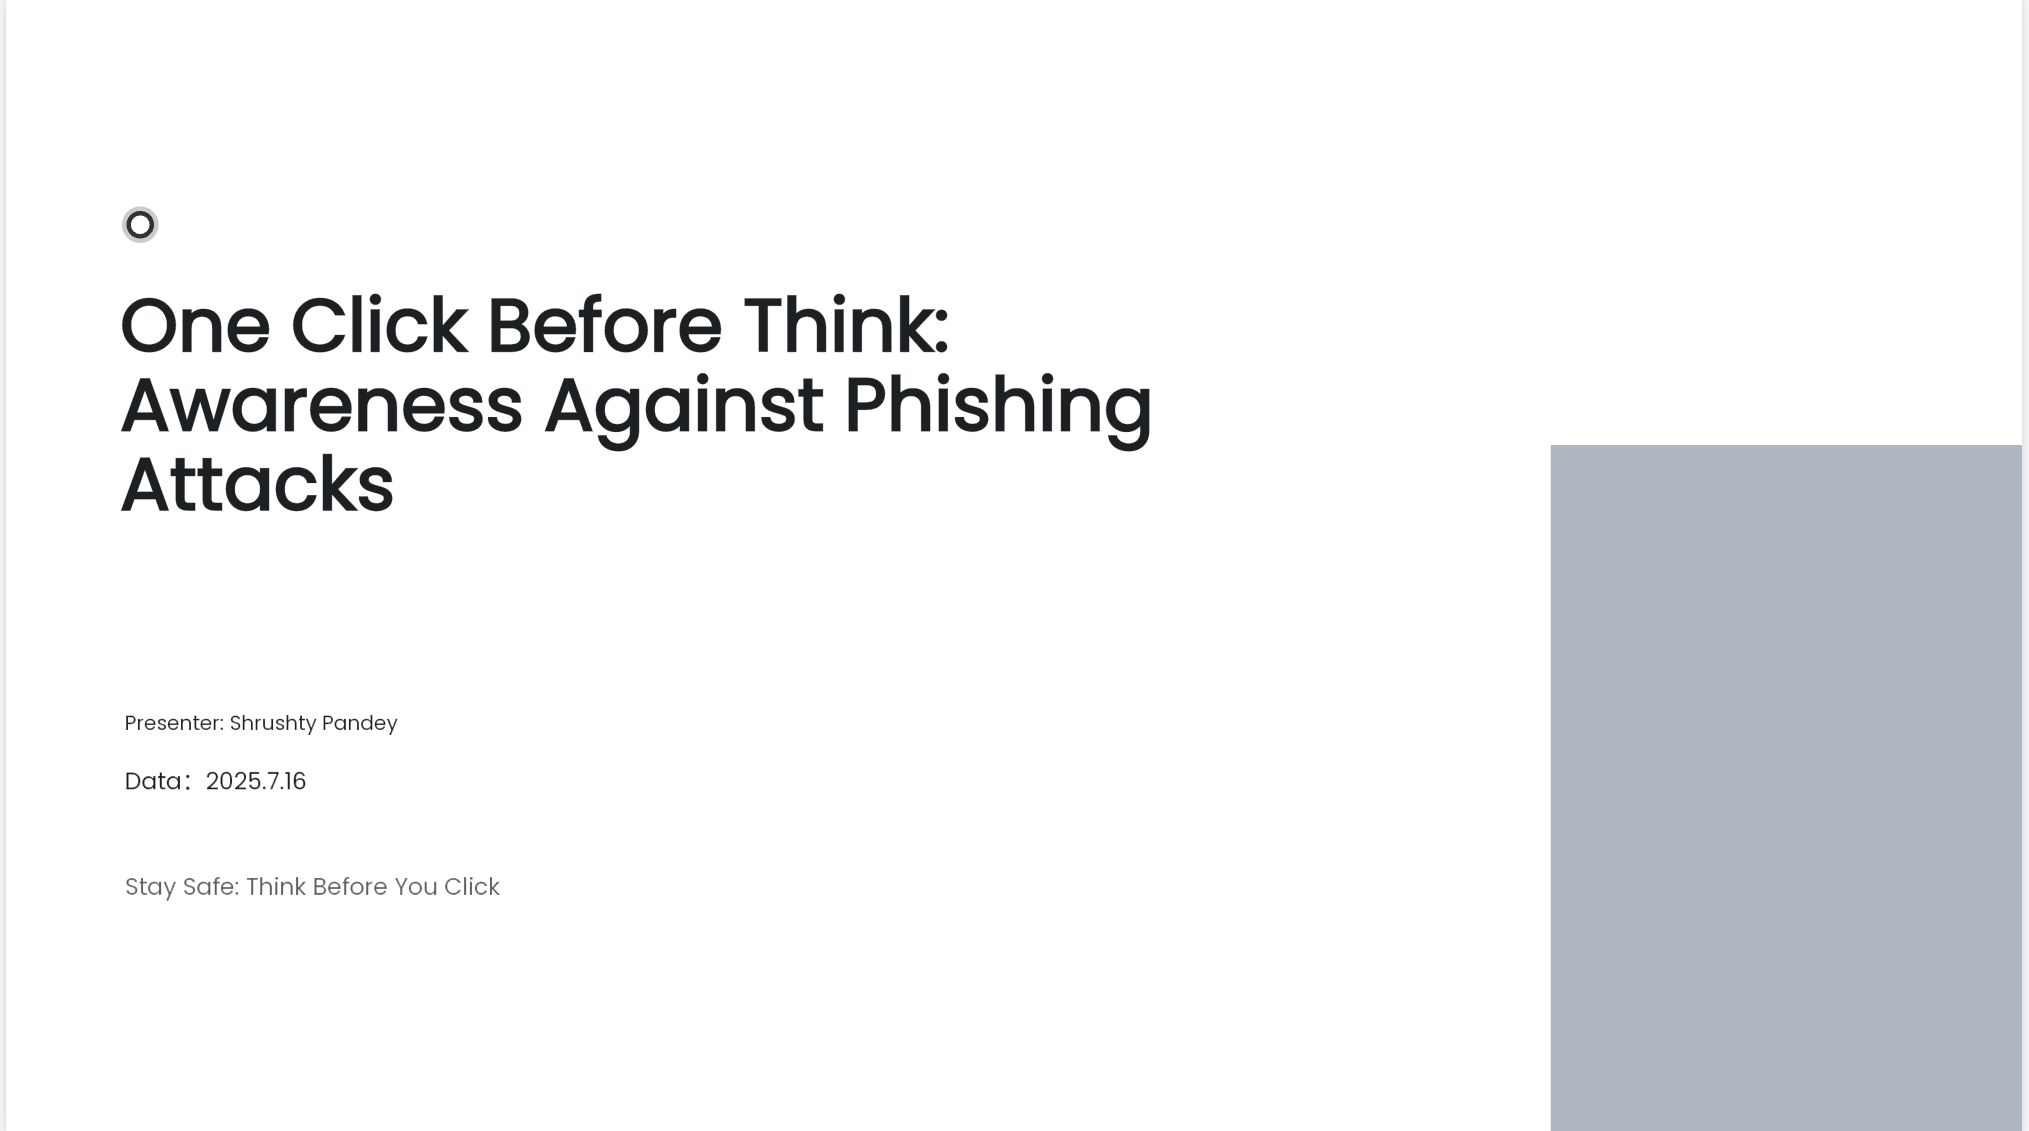 One Click Before Think:
Awareness Against Phishing
Attacks
Presenter: Shrushty Pandey
Data：2025.7.16
Stay Safe: Think Before You Click